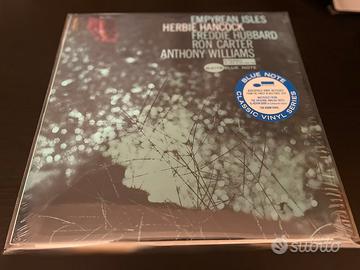 EMPYREAN ISLES
HERBIE HANCOCK
FREDDIE HUBBARD
RON CARTER
ANTHONY WILLIAMS
BLUE NOTE
BLUE NOTE
CLASSIC VINYL SERIES
subito